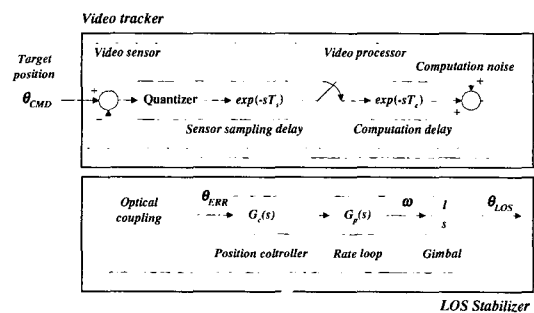 Video tracker
Video sensor
Video processor
Target position
Computation noise
θCMD
+
−
Quantizer
exp(-sTs)
exp(-sTc)
+
+
Sensor sampling delay
Computation delay
Optical coupling
θERR
Gc(s)
Gp(s)
ω
l
s
θLOS
Position coltroller
Rate loop
Gimbal
LOS Stabilizer